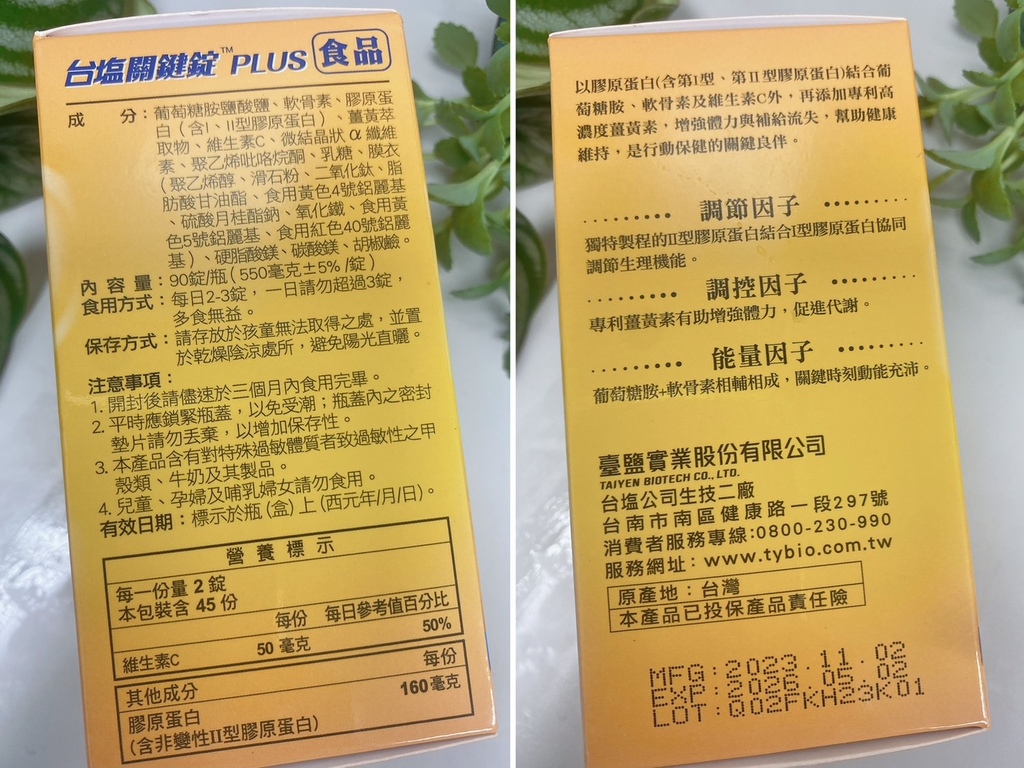 台塩關鍵錠™ PLUS 食品
成 分：葡萄糖胺鹽酸鹽、軟骨素、膠原蛋
白（含I、II型膠原蛋白）、薑黃萃
取物、維生素C、微結晶狀α纖維
素、聚乙烯吡咯烷酮、乳糖、膜衣
（聚乙烯醇、滑石粉、二氧化鈦、脂
肪酸甘油酯、食用黃色4號鋁麗基
、硫酸月桂酯鈉、氧化鐵、食用黃
色5號鋁麗基、食用紅色40號鋁麗
基）、硬脂酸鎂、碳酸鎂、胡椒鹼。
內 容 量：90錠/瓶（550毫克±5% /錠）
食用方式：每日2-3錠，一日請勿超過3錠，
多食無益。
保存方式：請存放於孩童無法取得之處，並置
於乾燥陰涼處所，避免陽光直曬。
注意事項：
1. 開封後請儘速於三個月內食用完畢。
2. 平時應鎖緊瓶蓋，以免受潮；瓶蓋內之密封
墊片請勿丟棄，以增加保存性。
3. 本產品含有對特殊過敏體質者致過敏性之甲
殼類、牛奶及其製品。
4. 兒童、孕婦及哺乳婦女請勿食用。
有效日期：標示於瓶(盒)上(西元年/月/日)。
營 養 標 示
每一份量 2 錠
本包裝含 45 份
每份 每日參考值百分比
維生素C 50 毫克 50%
其他成分 每份
膠原蛋白 160毫克
(含非變性II型膠原蛋白)
以膠原蛋白(含第I型、第II型膠原蛋白)結合葡
萄糖胺、軟骨素及維生素C外，再添加專利高
濃度薑黃素，增強體力與補給流失，幫助健康
維持，是行動保健的關鍵良伴。
········· 調節因子 ·········
獨特製程的II型膠原蛋白結合I型膠原蛋白協同
調節生理機能。
········· 調控因子 ·········
專利薑黃素有助增強體力，促進代謝。
········· 能量因子 ·········
葡萄糖胺+軟骨素相輔相成，關鍵時刻動能充沛。
臺鹽實業股份有限公司
TAIYEN BIOTECH CO., LTD.
台塩公司生技二廠
台南市南區健康路一段297號
消費者服務專線:0800-230-990
服務網址：www.tybio.com.tw
原產地：台灣
本產品已投保產品責任險
MFG:2023.11.02
EXP:2026.05.02
LOT:Q02FKH23K01